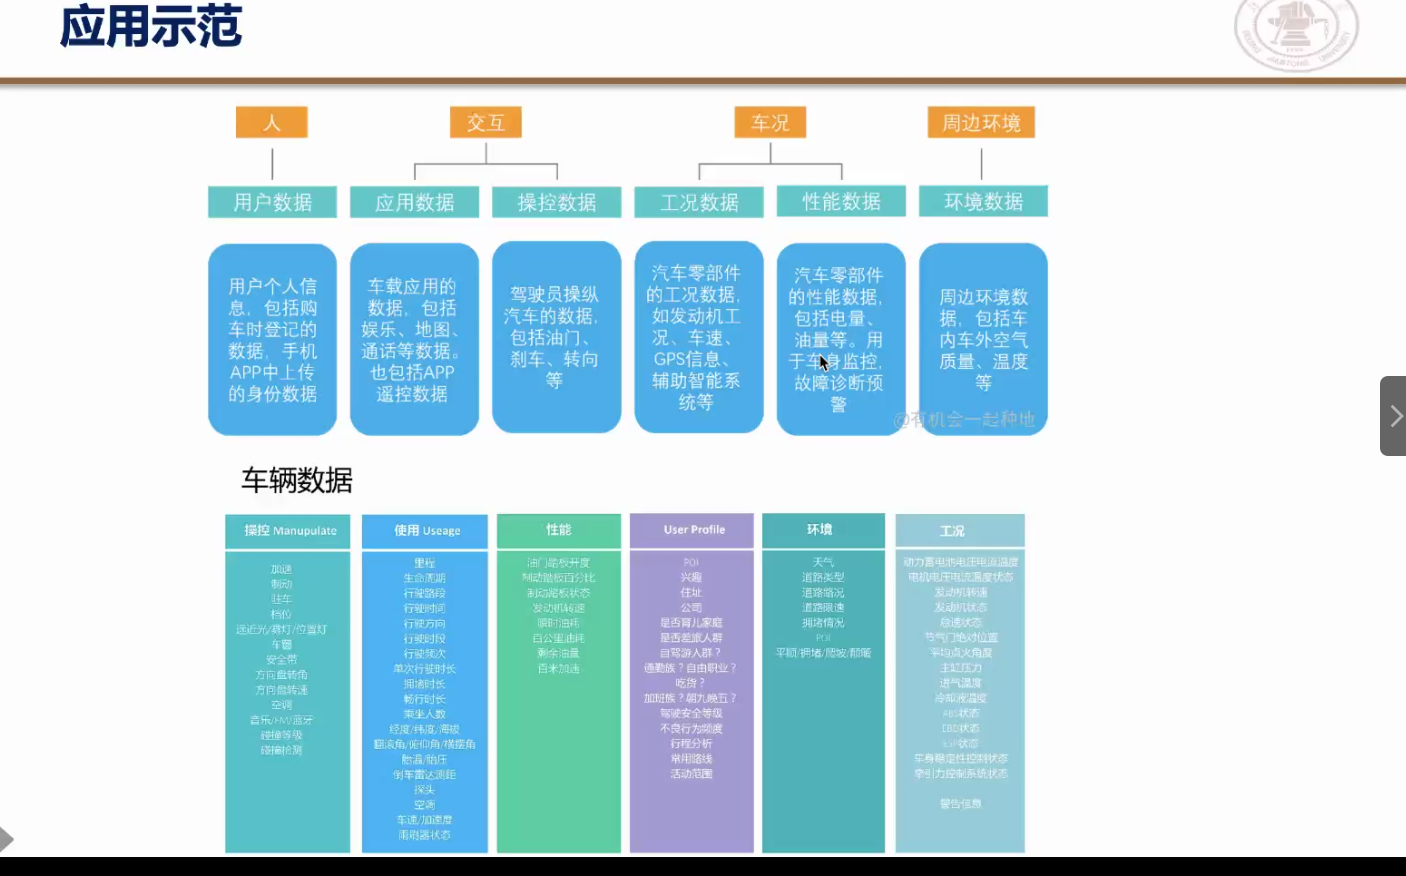 应用示范
人
交互
车况
周边环境
用户数据
应用数据
操控数据
工况数据
性能数据
环境数据
用户个人信
息，包括购
车时登记的
数据，手机
APP中上传
的身份数据
车载应用的
数据，包括
娱乐、地图、
通话等数据。
也包括APP
遥控数据
驾驶员操纵
汽车的数据，
包括油门、
刹车、转向
等
汽车零部件
的工况数据，
如发动机工
况、车速、
GPS信息、
辅助智能系
统等
汽车零部件
的性能数据，
包括电量、
油量等。用
于车身监控，
故障诊断预
警
周边环境数
据，包括车
内车外空气
质量、温度
等
@有机会一起种地
车辆数据
操控 Manupulate
加速
制动
驻车
档位
远近光/雾灯/位置灯
车窗
安全带
方向盘转角
方向盘转速
空调
音乐/FM/蓝牙
碰撞等级
碰撞检测
使用 Useage
里程
生命周期
行驶路段
行驶时间
行驶方向
行驶时段
行驶频次
单次行驶时长
拥堵时长
畅行时长
乘坐人数
经度/纬度/海拔
翻滚角/俯仰角/横摆角
胎温/胎压
倒车雷达测距
探头
空调
车速/加速度
雨刷器状态
性能
油门踏板开度
制动踏板百分比
制动踏板状态
发动机转速
瞬时油耗
百公里油耗
剩余油量
百米加速
User Profile
POI
兴趣
住址
公司
是否育儿家庭
是否差旅人群
自驾游人群？
通勤族？自由职业？
吃货？
加班族？朝九晚五？
驾驶安全等级
不良行为频度
行程分析
常用路线
活动范围
环境
天气
道路类型
道路路况
道路限速
拥堵情况
POI
平顺/拥堵/爬坡/颠簸
工况
动力蓄电池电压电流温度
电机电压电流温度状态
发动机转速
发动机状态
怠速状态
节气门绝对位置
平均点火角度
主缸压力
进气温度
冷却液温度
ABS状态
EBD状态
ESP状态
车身稳定性控制状态
牵引力控制系统状态
警告信息